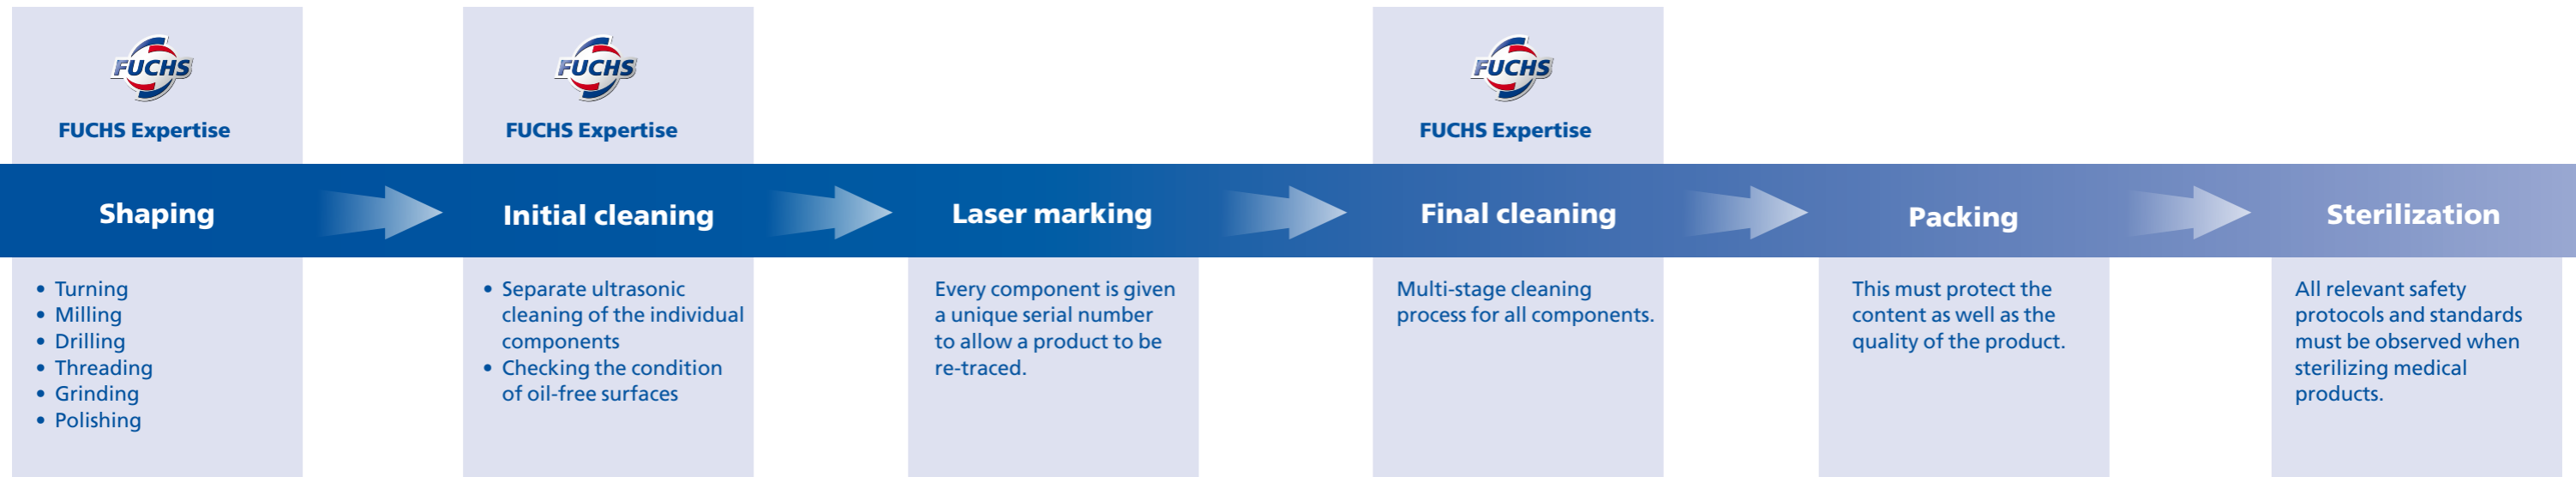 FUCHS
FUCHS Expertise
FUCHS
FUCHS Expertise
FUCHS
FUCHS Expertise
Shaping
Initial cleaning
Laser marking
Final cleaning
Packing
Sterilization
• Turning
• Milling
• Drilling
• Threading
• Grinding
• Polishing
• Separate ultrasonic
cleaning of the individual
components
• Checking the condition
of oil-free surfaces
Every component is given
a unique serial number
to allow a product to be
re-traced.
Multi-stage cleaning
process for all components.
This must protect the
content as well as the
quality of the product.
All relevant safety
protocols and standards
must be observed when
sterilizing medical
products.